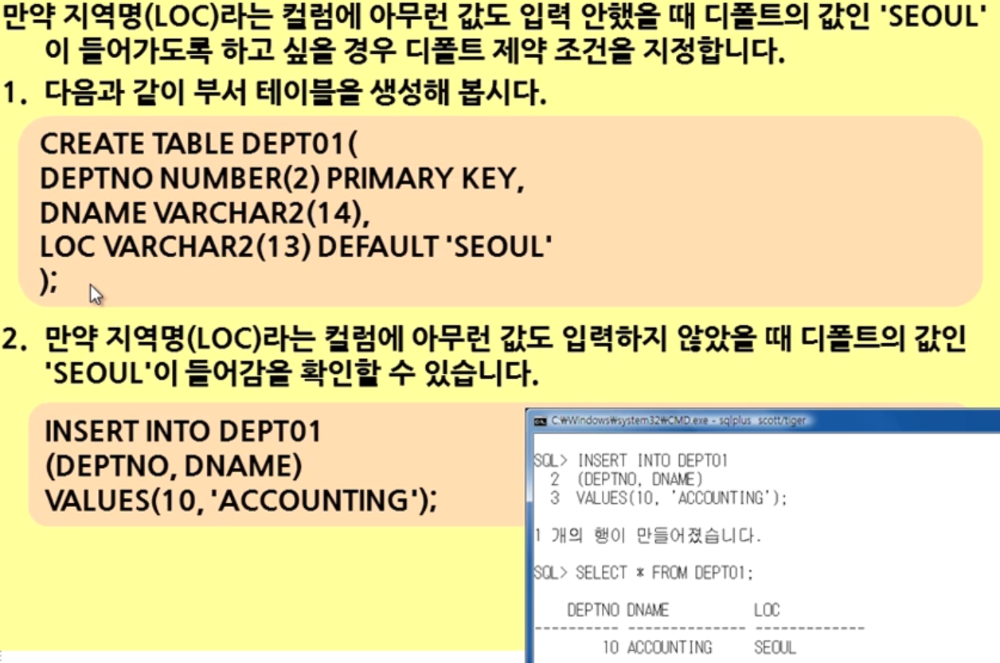 만약 지역명(LOC)라는 컬럼에 아무런 값도 입력 안했을 때 디폴트의 값인 'SEOUL'
이 들어가도록 하고 싶을 경우 디폴트 제약 조건을 지정합니다.
1. 다음과 같이 부서 테이블을 생성해 봅시다.
CREATE TABLE DEPT01(
DEPTNO NUMBER(2) PRIMARY KEY,
DNAME VARCHAR2(14),
LOC VARCHAR2(13) DEFAULT 'SEOUL'
);
2. 만약 지역명(LOC)라는 컬럼에 아무런 값도 입력하지 않았을 때 디폴트의 값인
'SEOUL'이 들어감을 확인할 수 있습니다.
INSERT INTO DEPT01
(DEPTNO, DNAME)
VALUES(10, 'ACCOUNTING');
C:₩Windows₩system32₩CMD.exe - sqlplus scott/tiger
SQL> INSERT INTO DEPT01
2 (DEPTNO, DNAME)
3 VALUES(10, 'ACCOUNTING');
1 개의 행이 만들어졌습니다.
SQL> SELECT * FROM DEPT01;
DEPTNO DNAME LOC
---------- -------------- -------------
10 ACCOUNTING SEOUL